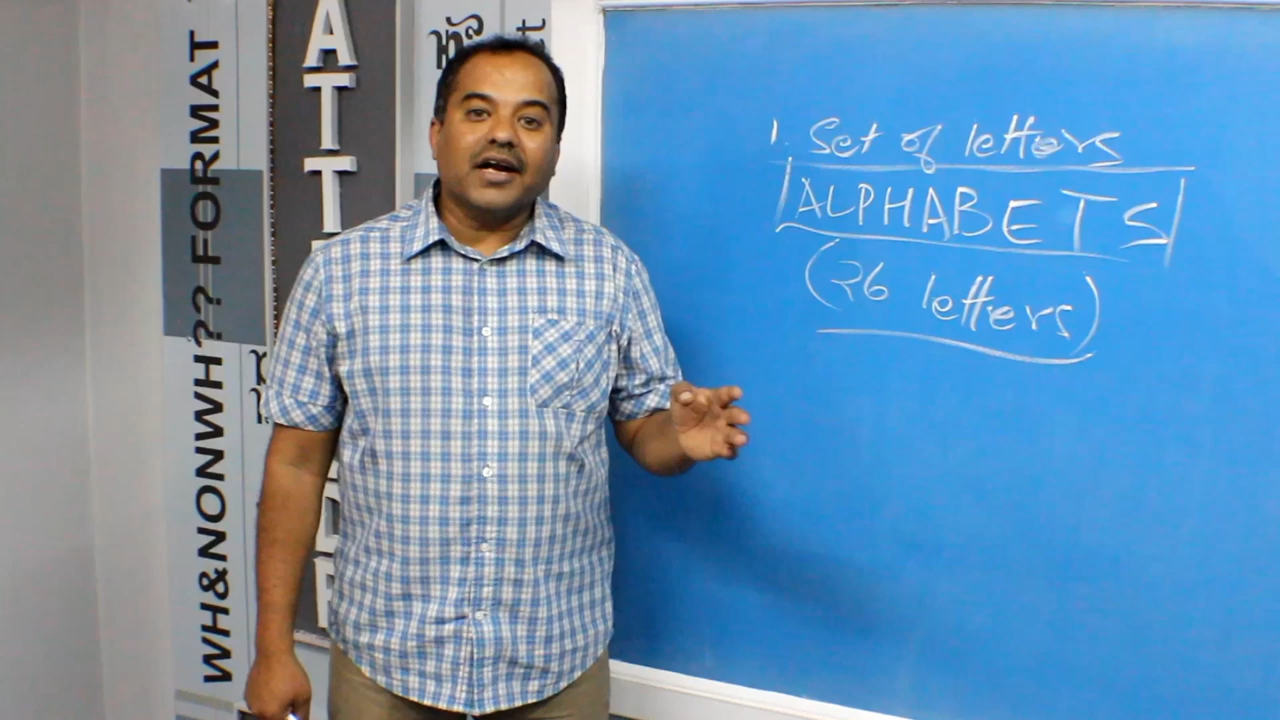 WH&NONWH?? FORMAT
1. Set of letters
ALPHABETS
(26 letters)